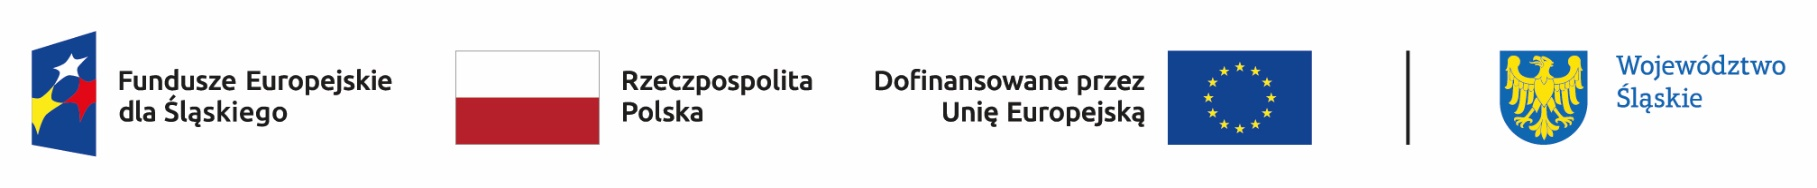 Fundusze Europejskie
dla Śląskiego
Rzeczpospolita
Polska
Dofinansowane przez
Unię Europejską
Województwo
Śląskie